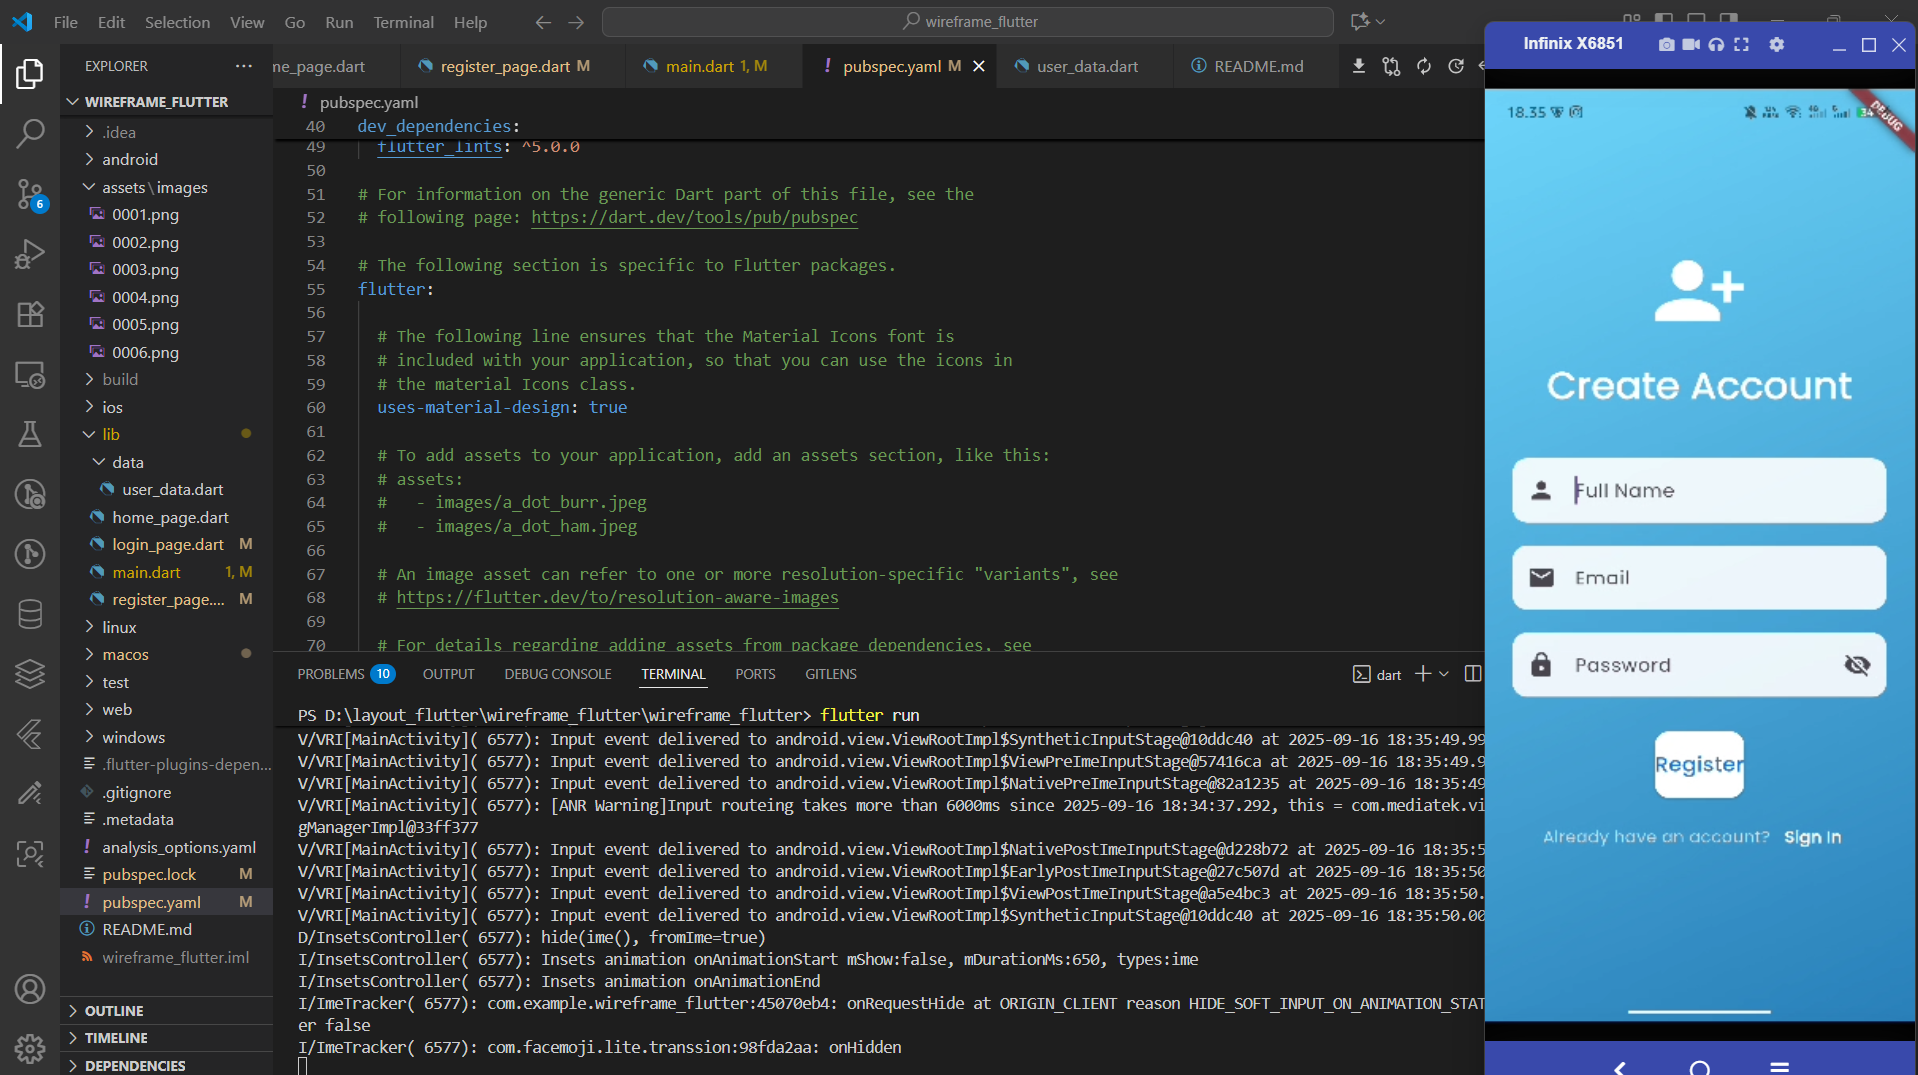 File Edit Selection View Go Run Terminal Help
wireframe_flutter
EXPLORER
WIREFRAME_FLUTTER
.idea
android
assets\images
0001.png
0002.png
0003.png
0004.png
0005.png
0006.png
build
ios
lib
data
user_data.dart
home_page.dart
login_page.dart M
main.dart 1, M
register_page.... M
linux
macos
test
web
windows
.flutter-plugins-depen...
.gitignore
.metadata
analysis_options.yaml
pubspec.lock M
pubspec.yaml M
README.md
wireframe_flutter.iml
OUTLINE
TIMELINE
DEPENDENCIES
6
me_page.dart register_page.dart M main.dart 1, M pubspec.yaml M user_data.dart README.md
pubspec.yaml
40 dev_dependencies:
49 flutter_lints: ^5.0.0
50
51 # For information on the generic Dart part of this file, see the
52 # following page: https://dart.dev/tools/pub/pubspec
53
54 # The following section is specific to Flutter packages.
55 flutter:
56
57 # The following line ensures that the Material Icons font is
58 # included with your application, so that you can use the icons in
59 # the material Icons class.
60 uses-material-design: true
61
62 # To add assets to your application, add an assets section, like this:
63 # assets:
64 #   - images/a_dot_burr.jpeg
65 #   - images/a_dot_ham.jpeg
66
67 # An image asset can refer to one or more resolution-specific "variants", see
68 # https://flutter.dev/to/resolution-aware-images
69
70 # For details regarding adding assets from package dependencies, see
PROBLEMS 10 OUTPUT DEBUG CONSOLE TERMINAL PORTS GITLENS
dart
PS D:\layout_flutter\wireframe_flutter\wireframe_flutter> flutter run
V/VRI[MainActivity]( 6577): Input event delivered to android.view.ViewRootImpl$SyntheticInputStage@10ddc40 at 2025-09-16 18:35:49.99
V/VRI[MainActivity]( 6577): Input event delivered to android.view.ViewRootImpl$ViewPreImeInputStage@57416ca at 2025-09-16 18:35:49.9
V/VRI[MainActivity]( 6577): Input event delivered to android.view.ViewRootImpl$NativePreImeInputStage@82a1235 at 2025-09-16 18:35:49
V/VRI[MainActivity]( 6577): [ANR Warning]Input routeing takes more than 6000ms since 2025-09-16 18:34:37.292, this = com.mediatek.vi
gManagerImpl@33ff377
V/VRI[MainActivity]( 6577): Input event delivered to android.view.ViewRootImpl$NativePostImeInputStage@d228b72 at 2025-09-16 18:35:5
V/VRI[MainActivity]( 6577): Input event delivered to android.view.ViewRootImpl$EarlyPostImeInputStage@27c507d at 2025-09-16 18:35:50
V/VRI[MainActivity]( 6577): Input event delivered to android.view.ViewRootImpl$ViewPostImeInputStage@a5e4bc3 at 2025-09-16 18:35:50.
V/VRI[MainActivity]( 6577): Input event delivered to android.view.ViewRootImpl$SyntheticInputStage@10ddc40 at 2025-09-16 18:35:50.00
D/InsetsController( 6577): hide(ime(), fromIme=true)
I/InsetsController( 6577): Insets animation onAnimationStart mShow:false, mDurationMs:650, types:ime
I/InsetsController( 6577): Insets animation onAnimationEnd
I/ImeTracker( 6577): com.example.wireframe_flutter:45070eb4: onRequestHide at ORIGIN_CLIENT reason HIDE_SOFT_INPUT_ON_ANIMATION_STAT
er false
I/ImeTracker( 6577): com.facemoji.lite.transsion:98fda2aa: onHidden
Infinix X6851
18.35
DEBUG
Create Account
Full Name
Email
Password
Register
Already have an account? Sign In